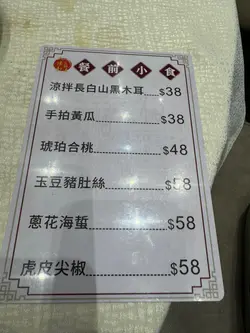 餐前小食
涼拌長白山黑木耳 $38
手拍黃瓜 $38
琥珀合桃 $48
玉豆豬肚絲 $58
蔥花海蜇 $58
虎皮尖椒 $58